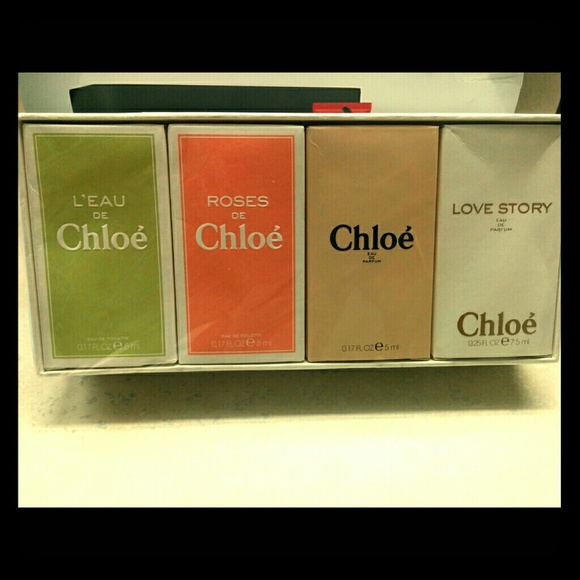 L'EAU
DE
Chloé
EAU DE TOILETTE
0.17 FL.OZ e 5 ml
ROSES
DE
Chloé
EAU DE TOILETTE
0.17 FL.OZ e 5 ml
Chloé
EAU
DE
PARFUM
0.17 FL.OZ e 5 ml
LOVE STORY
EAU
DE
PARFUM
Chloé
0.25 FL OZ e 7.5 ml